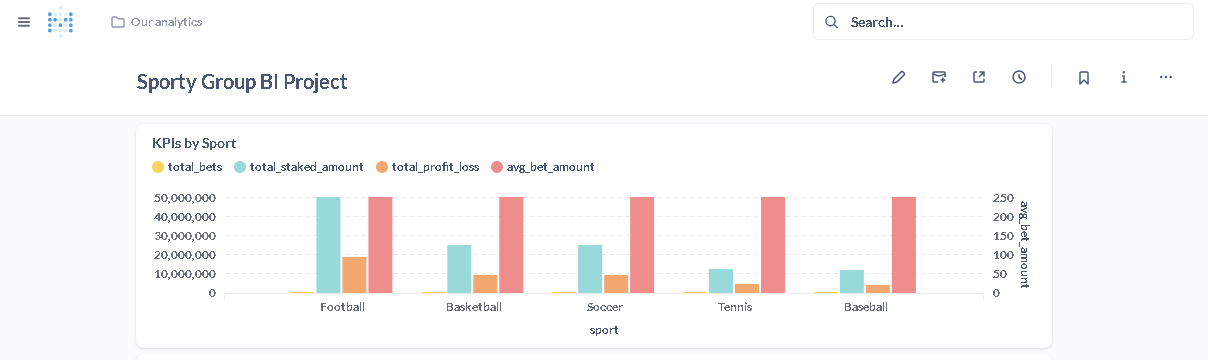 Our analytics
Search...
Sporty Group BI Project
KPIs by Sport
total_bets total_staked_amount total_profit_loss avg_bet_amount
50,000,000 250
40,000,000 200
30,000,000 150
20,000,000 100
10,000,000 50
0 0
avg_bet_amount
Football Basketball Soccer Tennis Baseball
sport